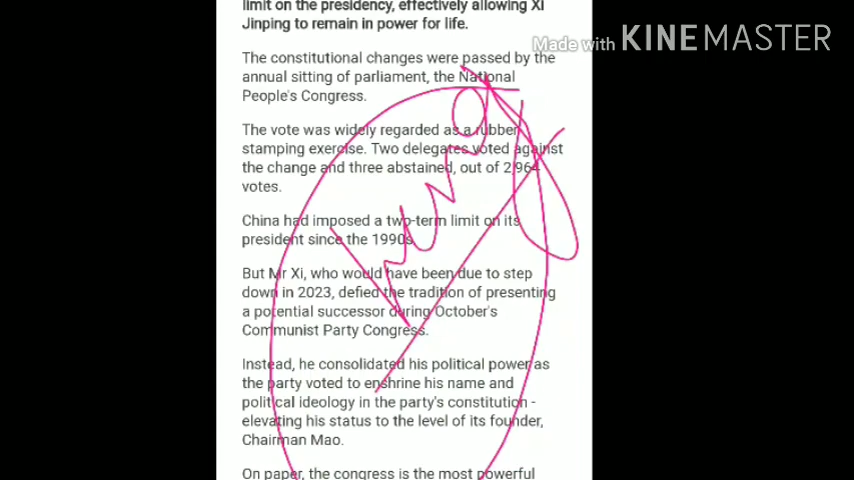 limit on the presidency, effectively allowing Xi
Jinping to remain in power for life.
Made with KINEMASTER
The constitutional changes were passed by the
annual sitting of parliament, the National
People's Congress.
The vote was widely regarded as a rubber
stamping exercise. Two delegates voted against
the change and three abstained, out of 2,964
votes.
China had imposed a two-term limit on its
president since the 1990s.
But Mr Xi, who would have been due to step
down in 2023, defied the tradition of presenting
a potential successor during October's
Communist Party Congress.
Instead, he consolidated his political power as
the party voted to enshrine his name and
political ideology in the party's constitution -
elevating his status to the level of its founder,
Chairman Mao.
On paper, the congress is the most powerful